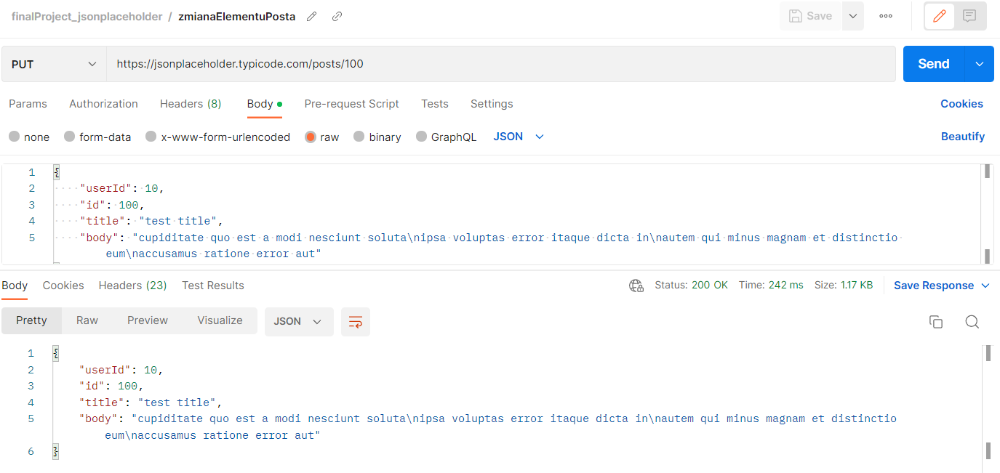 finalProject_jsonplaceholder / zmianaElementuPosta Save
PUT https://jsonplaceholder.typicode.com/posts/100 Send
Params Authorization Headers (8) Body Pre-request Script Tests Settings Cookies
none form-data x-www-form-urlencoded raw binary GraphQL JSON Beautify
1 {
2 "userId": 10,
3 "id": 100,
4 "title": "test title",
5 "body": "cupiditate quo est a modi nesciunt soluta\nipsa voluptas error itaque dicta in\nautem qui minus magnam et distinctio
eum\naccusamus ratione error aut"
Body Cookies Headers (23) Test Results Status: 200 OK Time: 242 ms Size: 1.17 KB Save Response
Pretty Raw Preview Visualize JSON
1 {
2 "userId": 10,
3 "id": 100,
4 "title": "test title",
5 "body": "cupiditate quo est a modi nesciunt soluta\nipsa voluptas error itaque dicta in\nautem qui minus magnam et distinctio
eum\naccusamus ratione error aut"
6 }